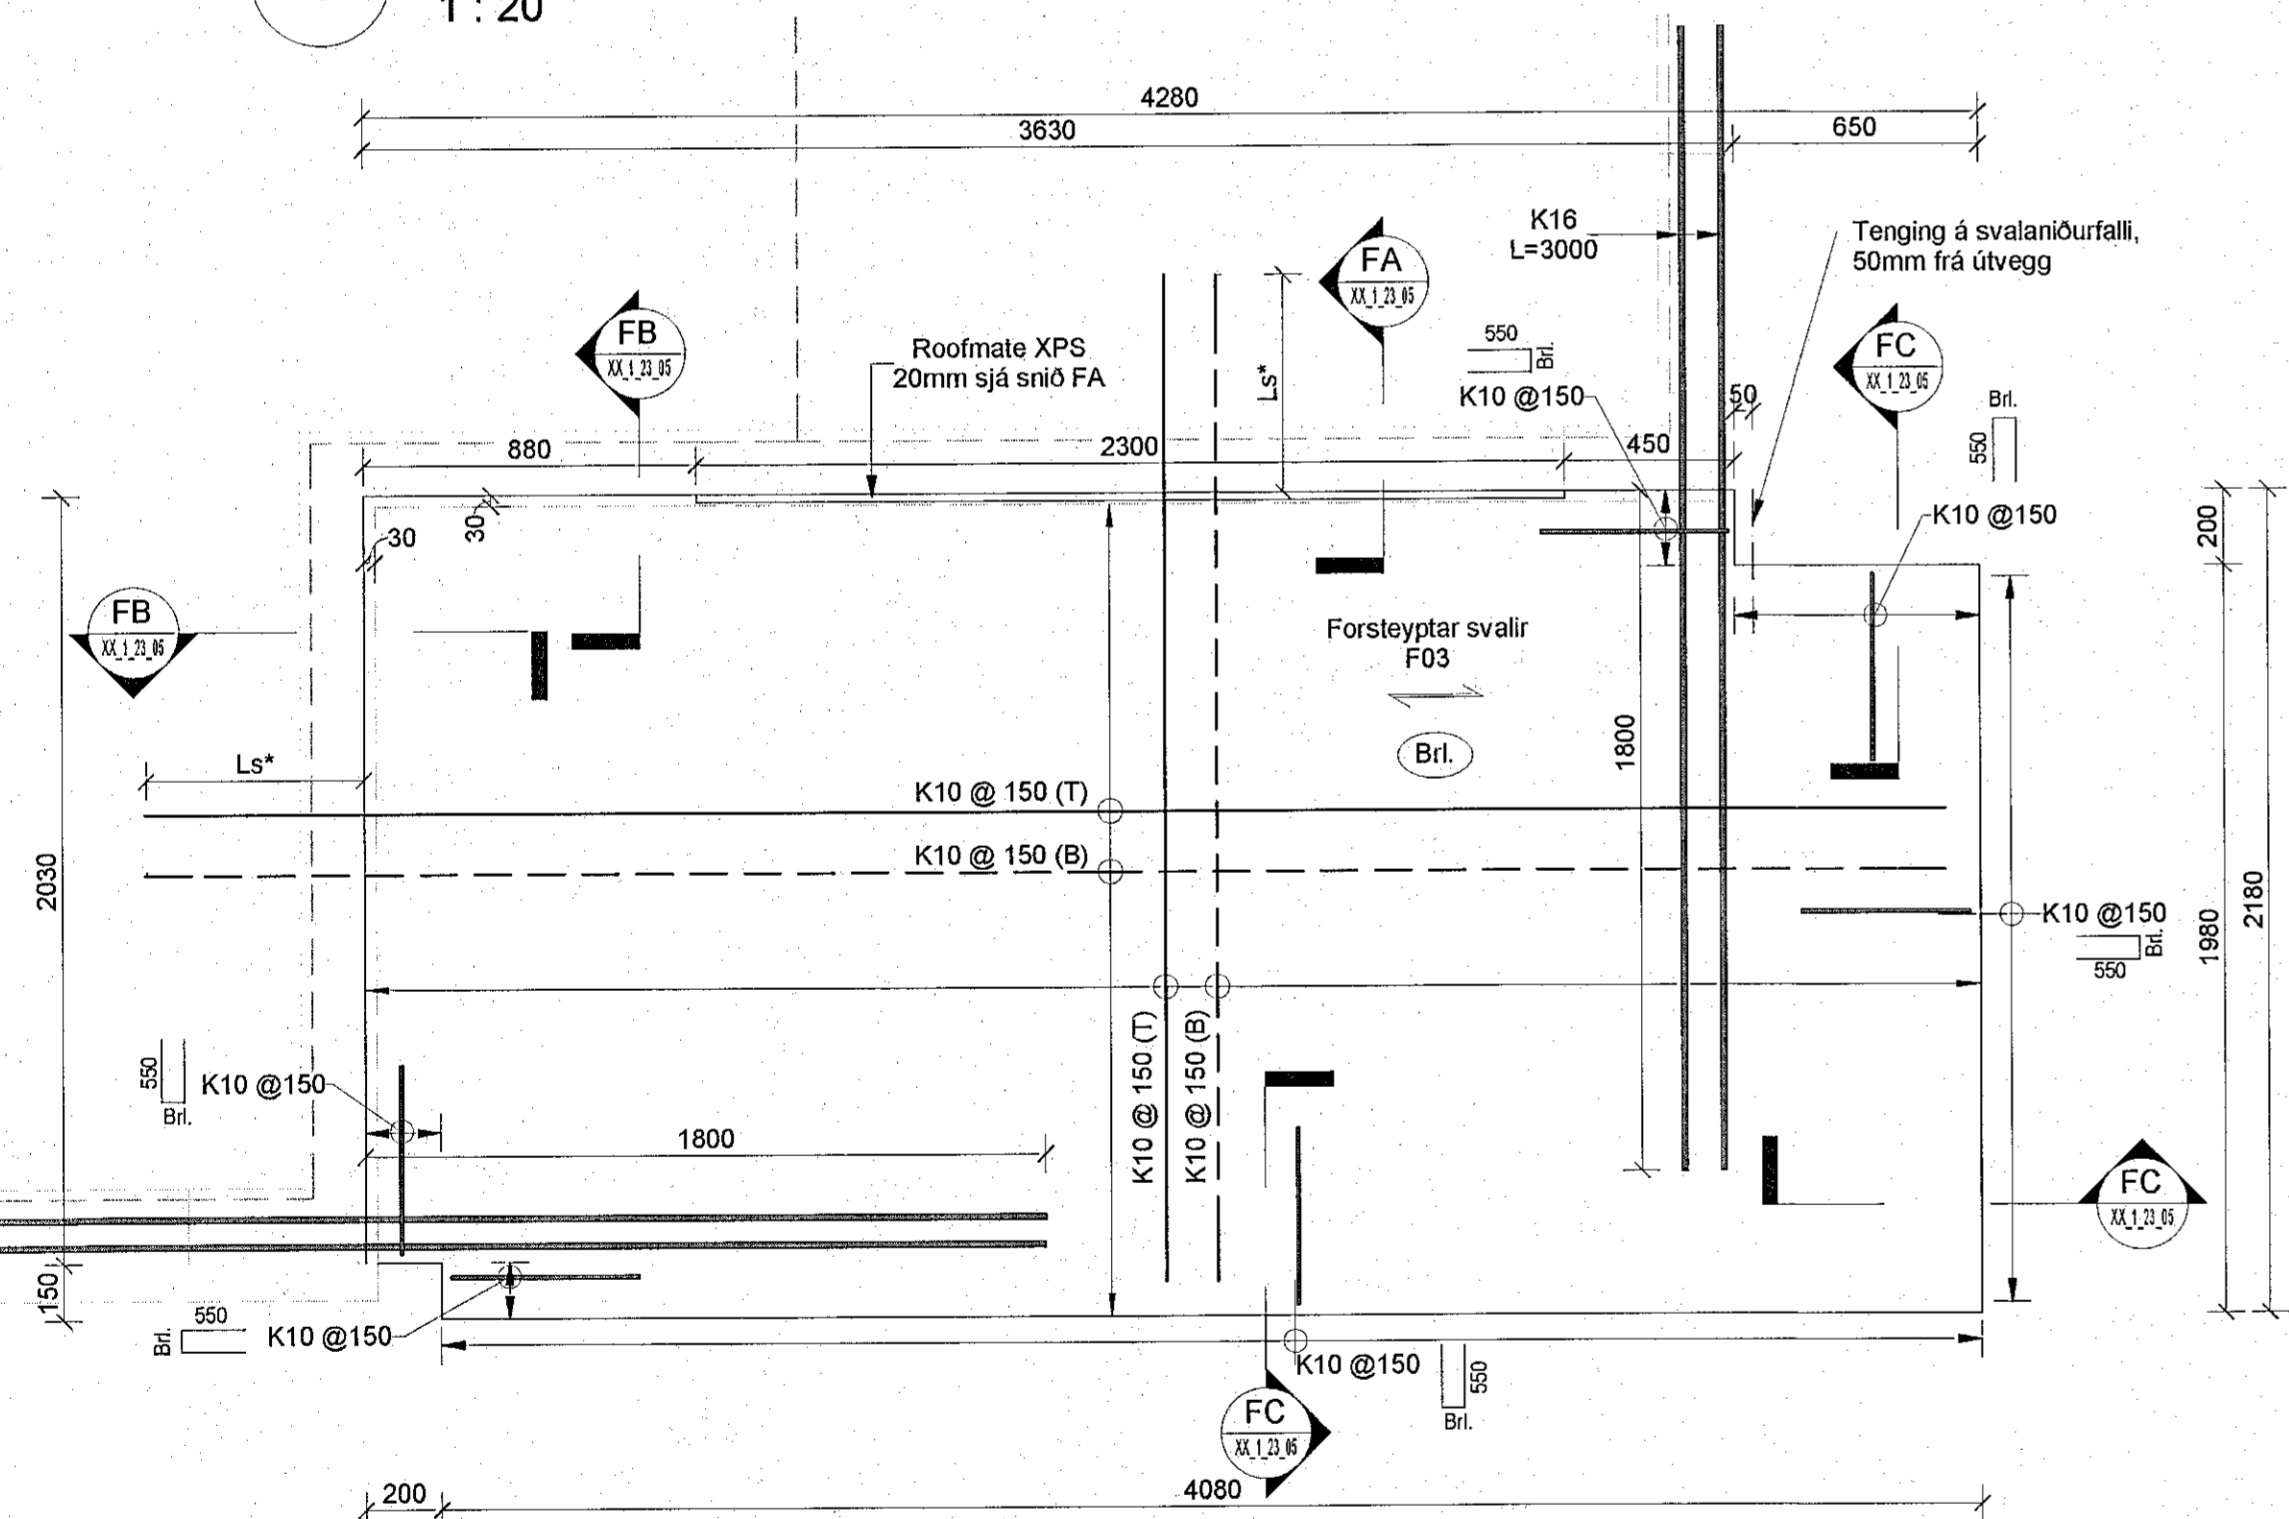 1 : 20
4280
3630
650
K16
L=3000
Tenging á svalaniðurfalli,
50mm frá útvegg
FA
XX_1_23_05
FB
XX_1_23_05
Roofmate XPS
20mm sjá snið FA
Ls*
550
Brl.
K10 @150
FC
XX_1_23_05
50
Brl.
550
880
2300
450
30
30
K10 @150
200
FB
XX_1_23_05
Forsteyptar svalir
F03
Brl.
1800
Ls*
K10 @ 150 (T)
K10 @ 150 (B)
2030
K10 @150
Brl.
550
1980
2180
K10 @ 150 (T)
K10 @ 150 (B)
550
Brl.
K10 @150
1800
FC
XX_1_23_05
150
550
Brl.
K10 @150
K10 @150
550
Brl.
FC
XX_1_23_05
200
4080